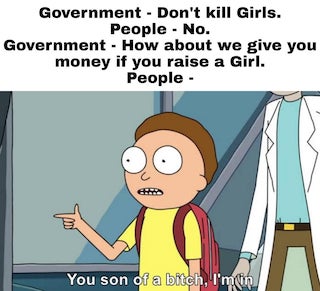 Government - Don't kill Girls.
People - No.
Government - How about we give you
money if you raise a Girl.
People -
You son of a bitch, I'm in